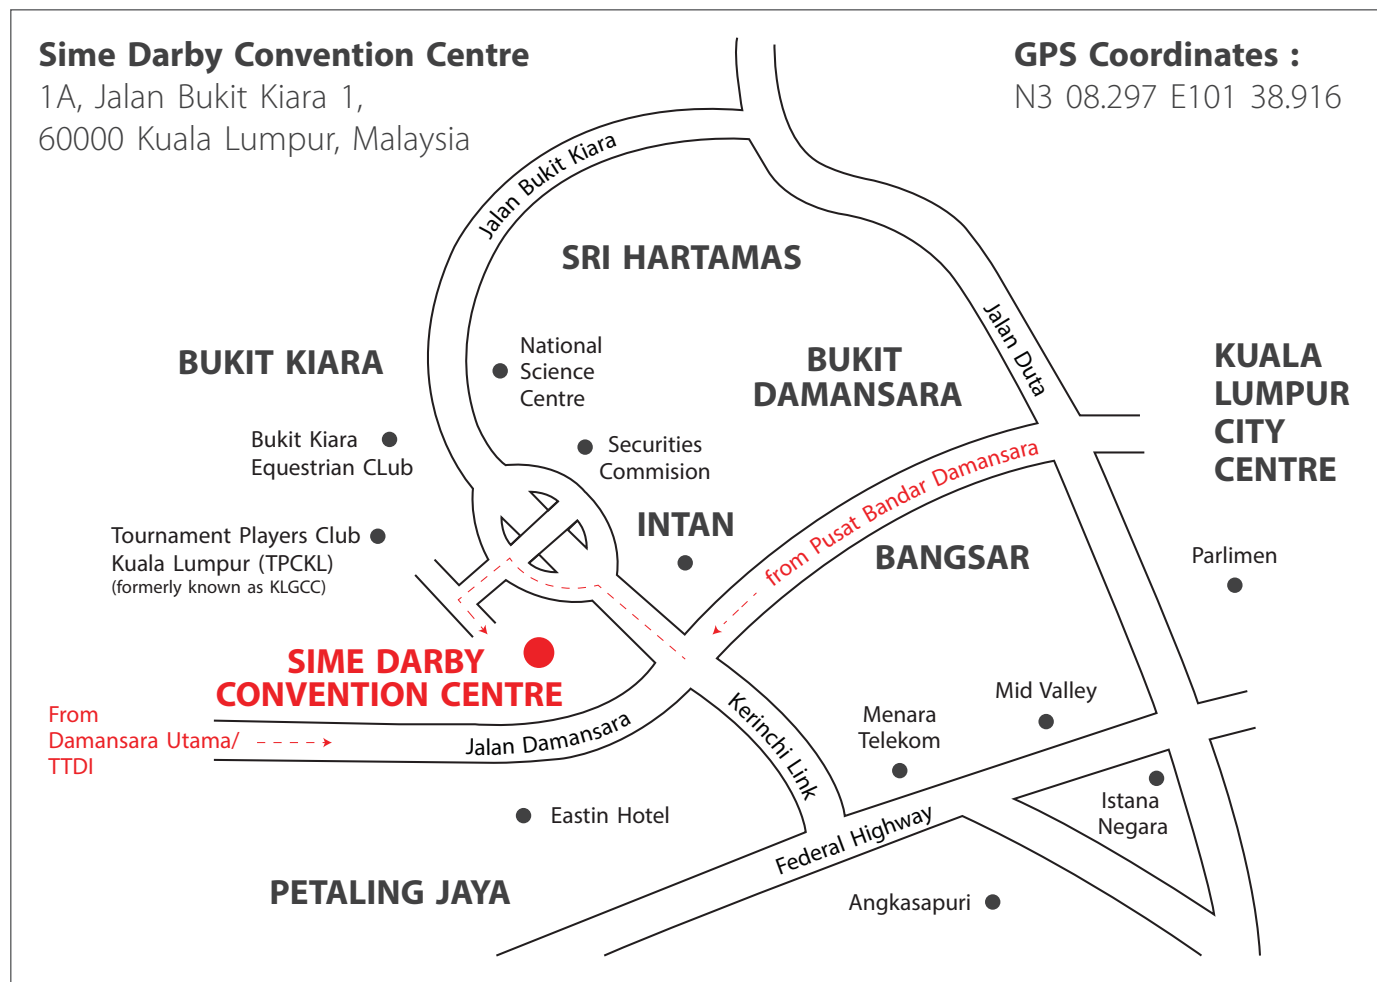 Sime Darby Convention Centre
1A, Jalan Bukit Kiara 1,
60000 Kuala Lumpur, Malaysia
GPS Coordinates :
N3 08.297 E101 38.916
Jalan Bukit Kiara
SRI HARTAMAS
Jalan Duta
BUKIT KIARA
National
Science
Centre
BUKIT
DAMANSARA
KUALA
LUMPUR
CITY
CENTRE
Bukit Kiara
Equestrian CLub
Securities
Commision
from Pusat Bandar Damansara
INTAN
Tournament Players Club
Kuala Lumpur (TPCKL)
(formerly known as KLGCC)
BANGSAR
Parlimen
SIME DARBY
CONVENTION CENTRE
From
Damansara Utama/
TTDI
Jalan Damansara
Kerinchi Link
Mid Valley
Menara
Telekom
Istana
Negara
Eastin Hotel
Federal Highway
PETALING JAYA
Angkasapuri